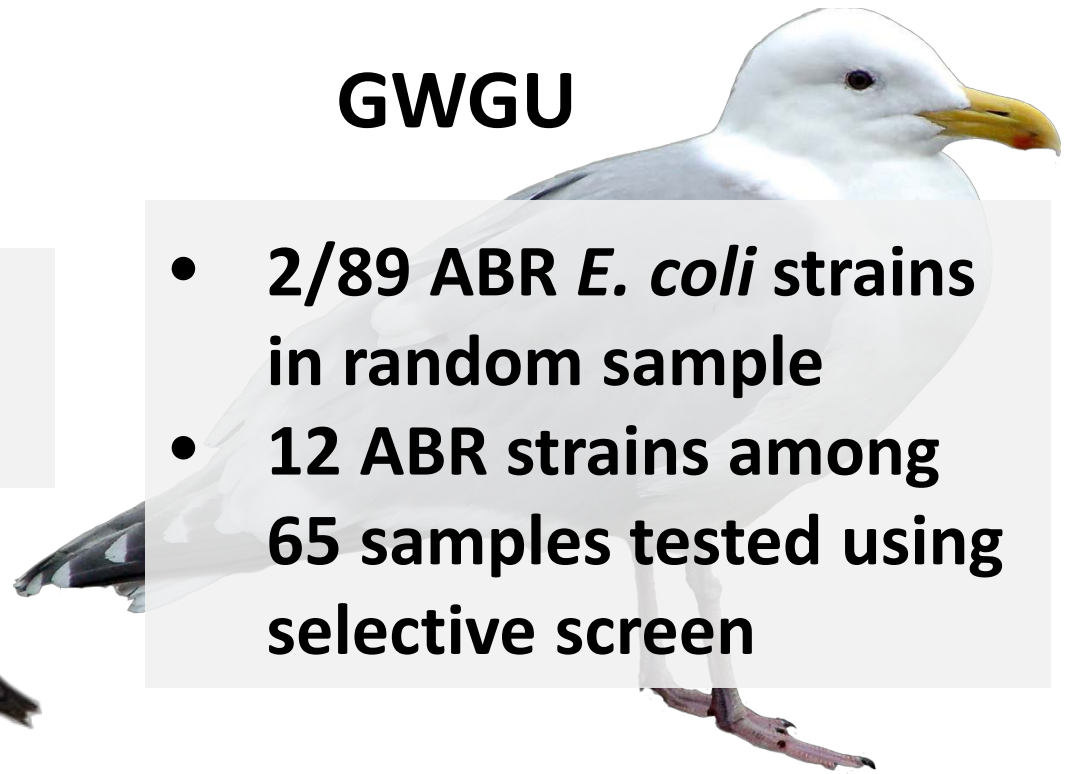 GWGU
• 2/89 ABR E. coli strains
in random sample
• 12 ABR strains among
65 samples tested using
selective screen